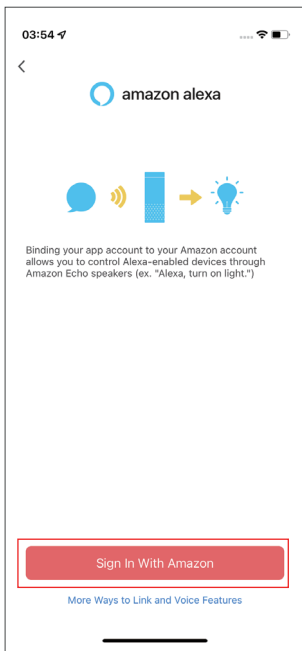 03:54
amazon alexa
Binding your app account to your Amazon account
allows you to control Alexa-enabled devices through
Amazon Echo speakers (ex. "Alexa, turn on light.")
Sign In With Amazon
More Ways to Link and Voice Features